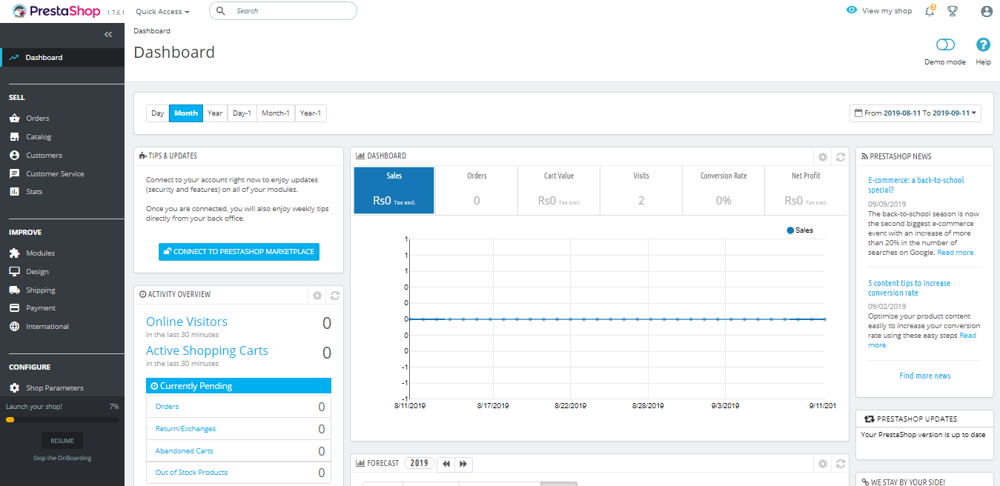 PrestaShop 1.7.6.1 Quick Access Search View my shop 5
Dashboard
Dashboard
Demo mode Help
Dashboard
SELL
Orders
Catalog
Customers
Customer Service
Stats
IMPROVE
Modules
Design
Shipping
Payment
International
CONFIGURE
Shop Parameters
Launch your shop! 7%
RESUME
Stop the OnBoarding
Day Month Year Day-1 Month-1 Year-1
From 2019-08-11 To 2019-09-11
TIPS & UPDATES
Connect to your account right now to enjoy updates
(security and features) on all of your modules.
Once you are connected, you will also enjoy weekly tips
directly from your back office.
CONNECT TO PRESTASHOP MARKETPLACE
ACTIVITY OVERVIEW
Online Visitors 0
in the last 30 minutes
Active Shopping Carts 0
in the last 30 minutes
Currently Pending
Orders 0
Return/Exchanges 0
Abandoned Carts 0
Out of Stock Products 0
DASHBOARD
Sales Orders Cart Value Visits Conversion Rate Net Profit
Rs0 Tax excl. 0 Rs0 Tax excl. 2 0% Rs0 Tax excl.
Sales
1
1
1
0
0
0
0
0
-1
-1
-1
8/11/2019 8/17/2019 8/22/2019 8/28/2019 9/3/2019 9/11/201
FORECAST 2019
PRESTASHOP NEWS
E-commerce: a back-to-school
special?
09/09/2019
The back-to-school season is now
the second biggest e-commerce
event with an increase of more
than 20% in the number of
searches on Google. Read more
5 content tips to increase
conversion rate
09/02/2019
Optimize your product content
easily to increase your conversion
rate using these easy steps Read
more
Find more news
PRESTASHOP UPDATES
Your PrestaShop version is up to date
WE STAY BY YOUR SIDE!